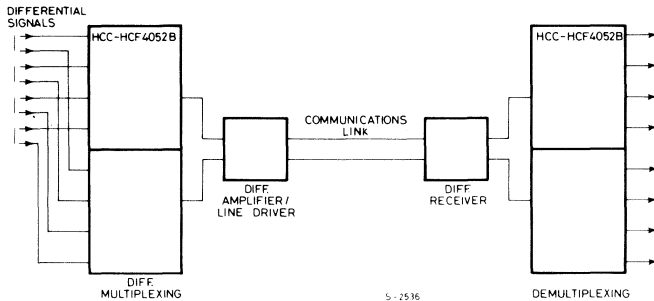 DIFFERENTIAL
SIGNALS
HCC-HCF4052B
HCC-HCF4052B
COMMUNICATIONS
LINK
DIFF.
AMPLIFIER/
LINE DRIVER
DIFF.
RECEIVER
DIFF.
MULTIPLEXING
S-2536
DEMULTIPLEXING